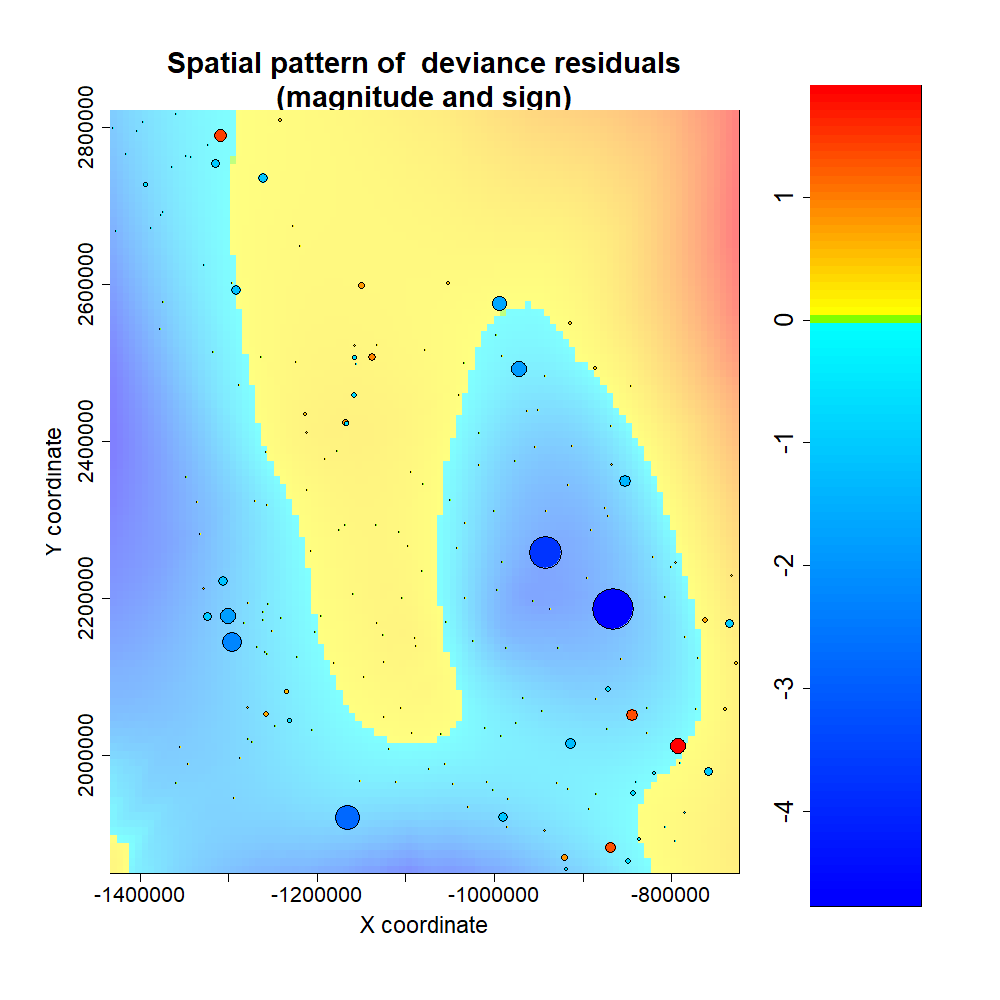 Spatial pattern of  deviance residuals
(magnitude and sign)
2800000
2600000
2400000
2200000
2000000
Y coordinate
-1400000 -1200000 -1000000 -800000
X coordinate
1
0
-1
-2
-3
-4